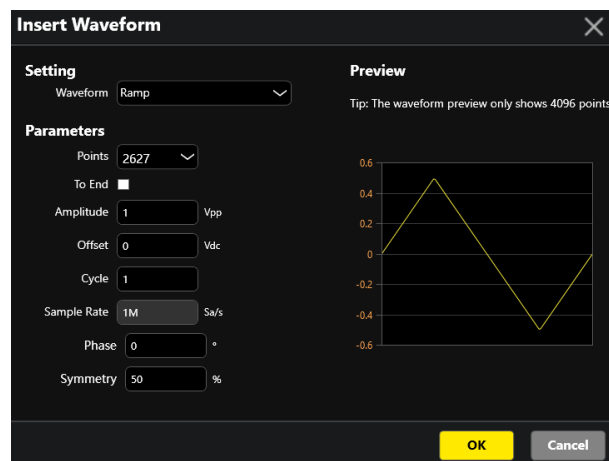 Insert Waveform
Setting
Waveform Ramp
Parameters
Points 2627
To End
Amplitude 1 Vpp
Offset 0 Vdc
Cycle 1
Sample Rate 1M Sa/s
Phase 0 °
Symmetry 50 %
Preview
Tip: The waveform preview only shows 4096 points
0.6
0.4
0.2
0
-0.2
-0.4
-0.6
OK Cancel